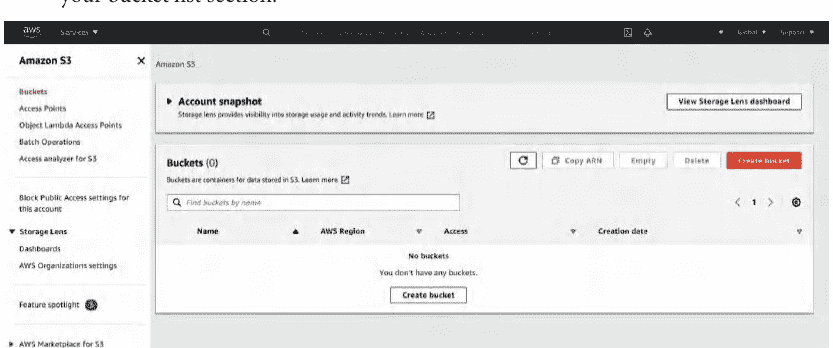 your bucket list section.
aws Services
Global Support
Amazon S3
Buckets
Access Points
Object Lambda Access Points
Batch Operations
Access analyzer for S3
Block Public Access settings for
this account
Storage Lens
Dashboards
AWS Organizations settings
Feature spotlight
AWS Marketplace for S3
Amazon S3
Account snapshot
View Storage Lens dashboard
Storage lens provides visibility into storage usage and activity trends. Learn more
Buckets (0)
Copy ARN Empty Delete Create bucket
Buckets are containers for data stored in S3. Learn more
Find buckets by name
1
Name AWS Region Access Creation date
No buckets
You don't have any buckets.
Create bucket